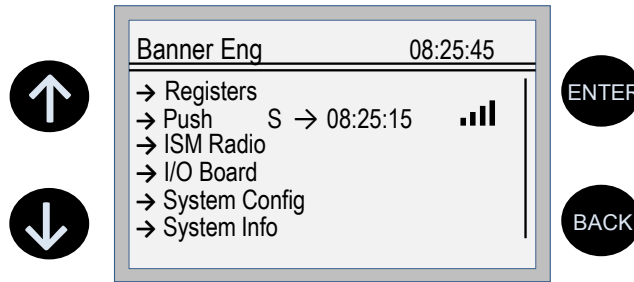 Banner Eng 08:25:45
→ Registers
→ Push S → 08:25:15
→ ISM Radio
→ I/O Board
→ System Config
→ System Info
ENTER
BACK